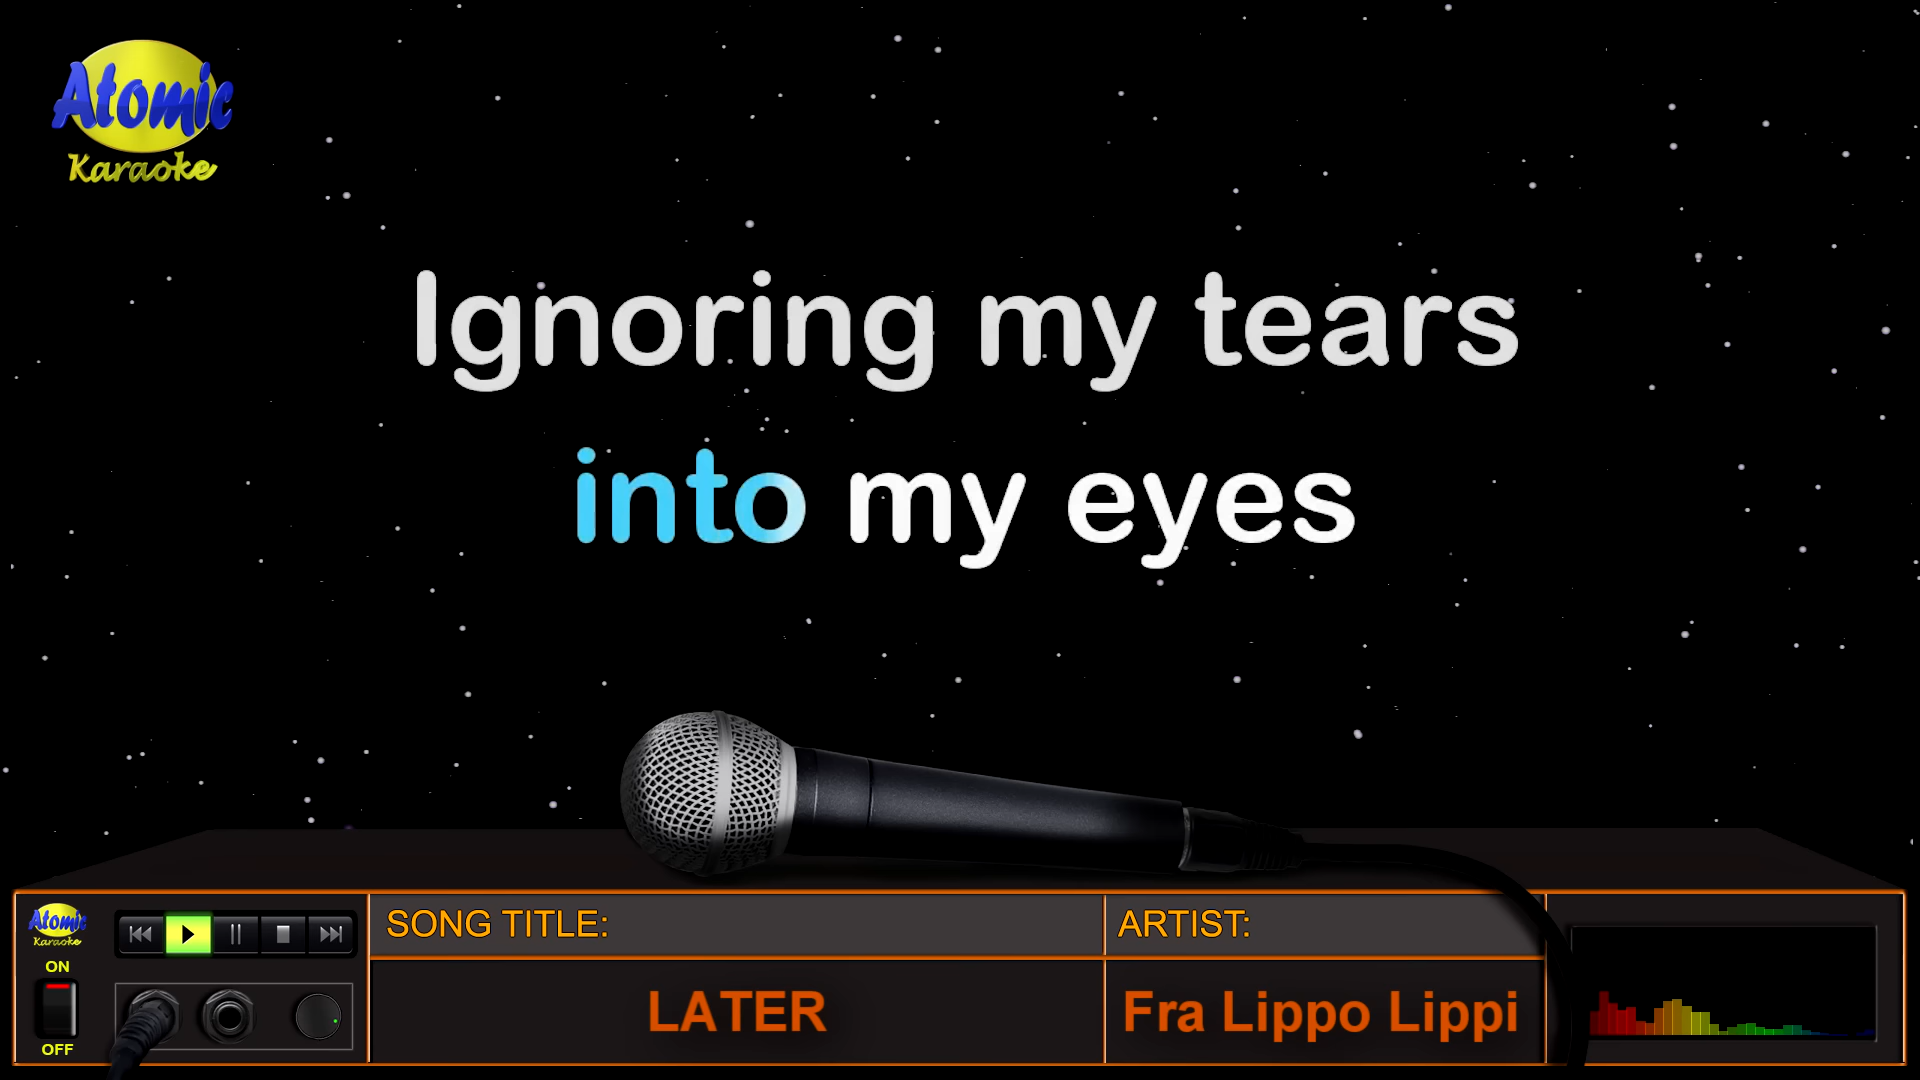 Atomic
Karaoke
Ignoring my tears
into my eyes
Atomic
Karaoke
ON
OFF
SONG TITLE:
LATER
ARTIST:
Fra Lippo Lippi